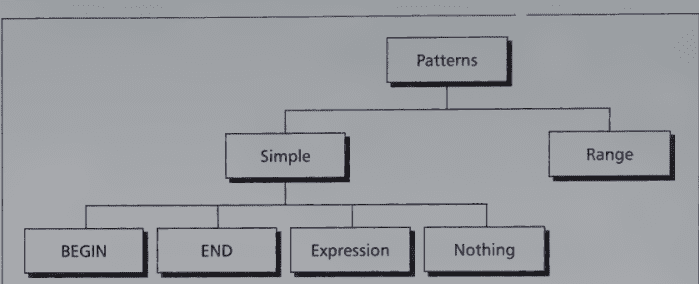 Patterns
Simple
Range
BEGIN
END
Expression
Nothing